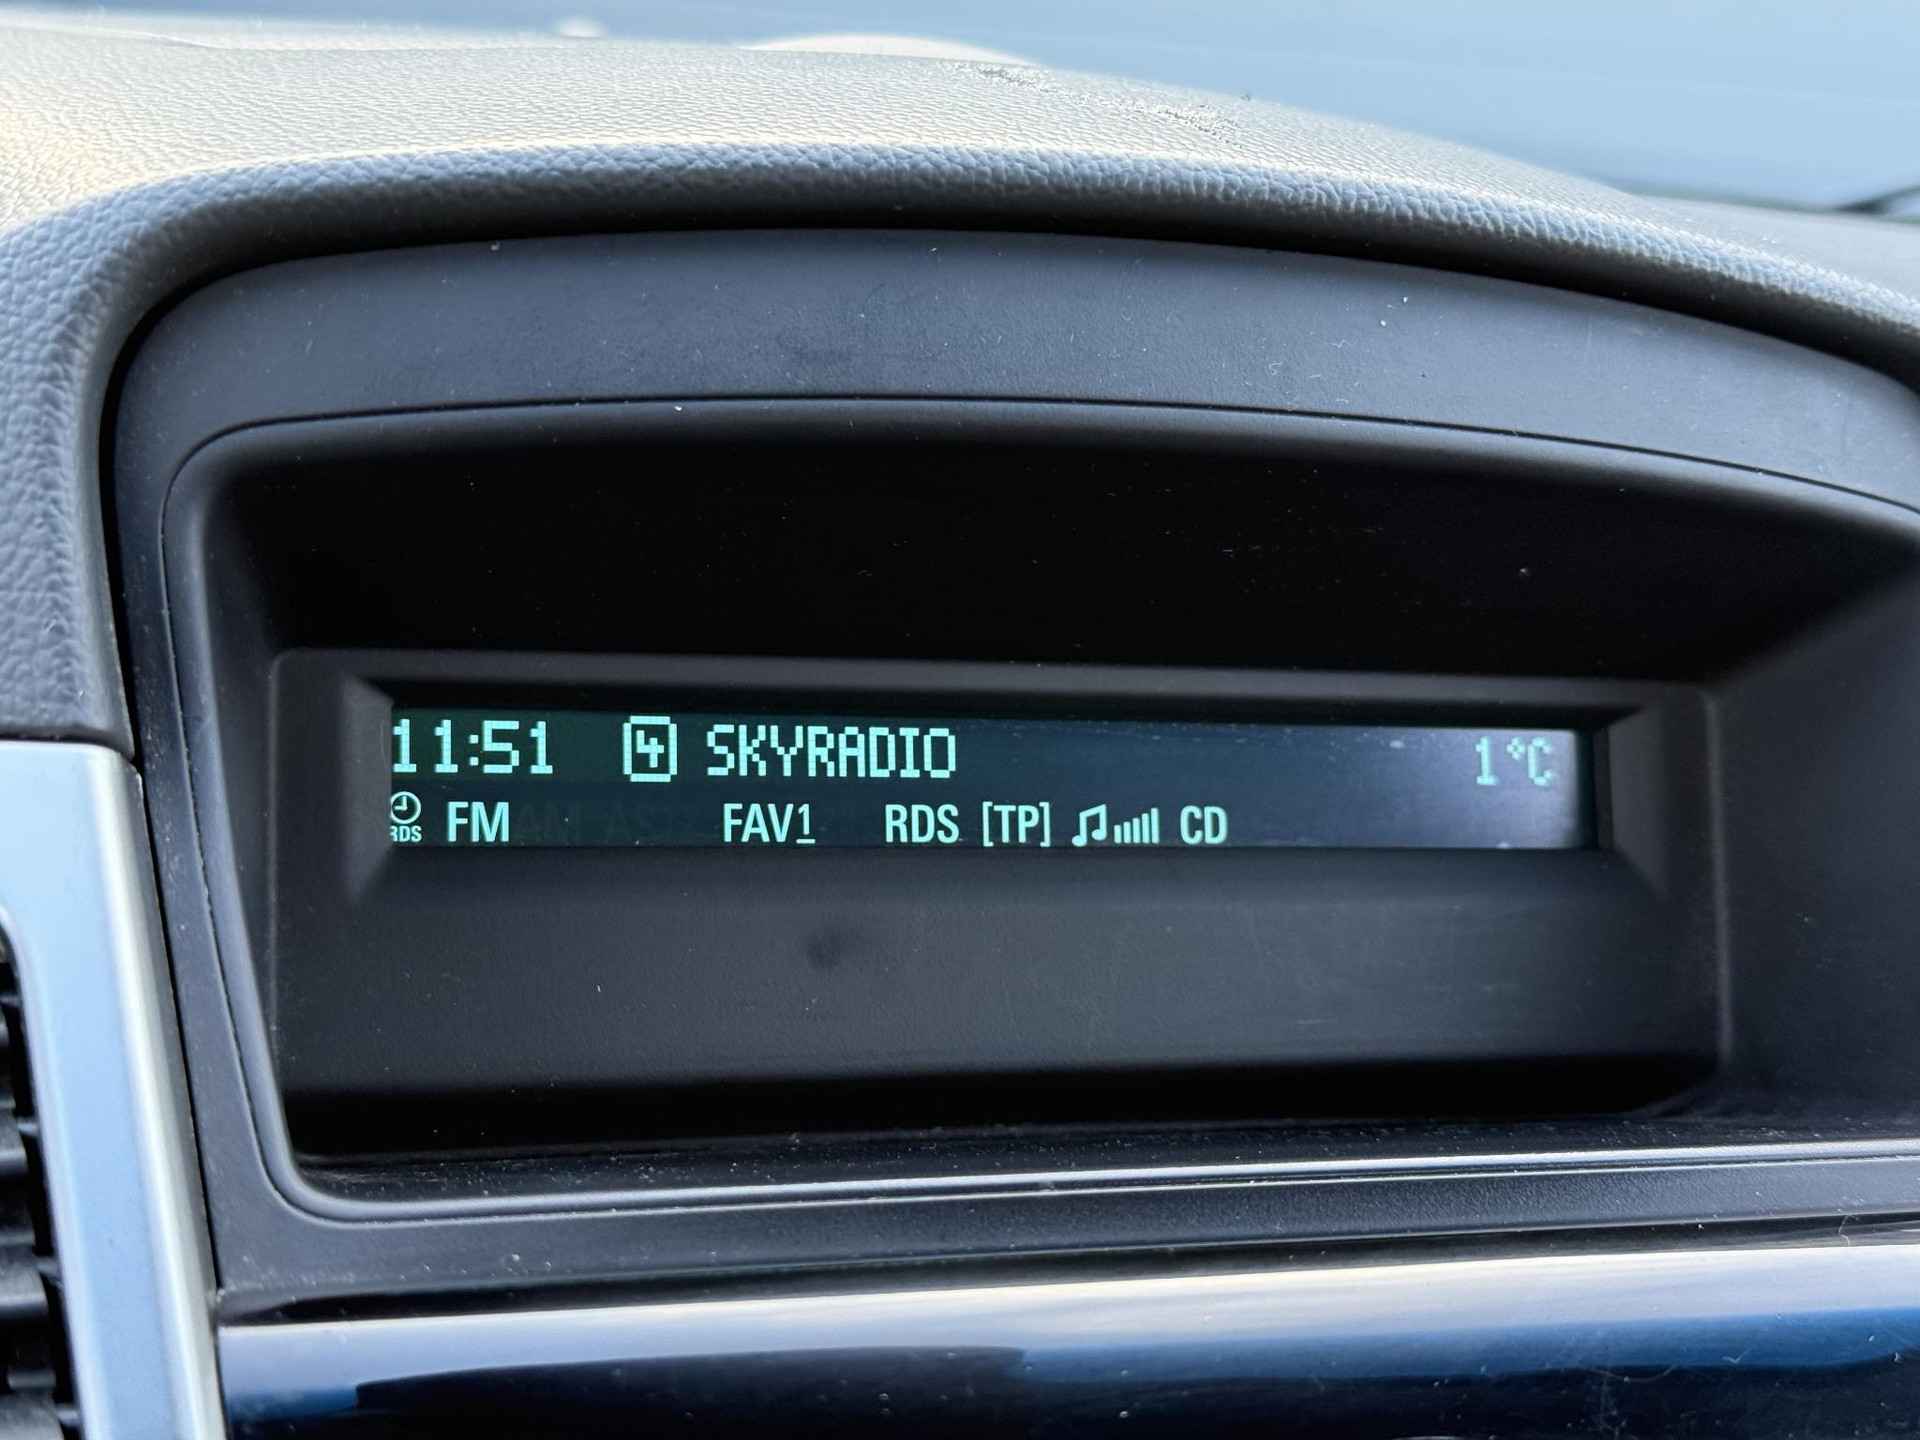 11:51 4 SKYRADIO 1°C
RDS FM FAV1 RDS [TP] CD